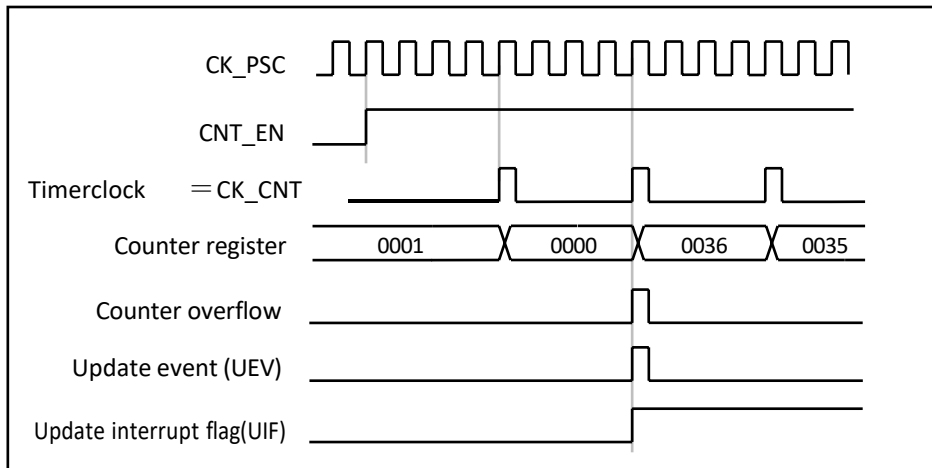 CK_PSC
CNT_EN
Timerclock =CK_CNT
Counter register 0001 0000 0036 0035
Counter overflow
Update event (UEV)
Update interrupt flag(UIF)